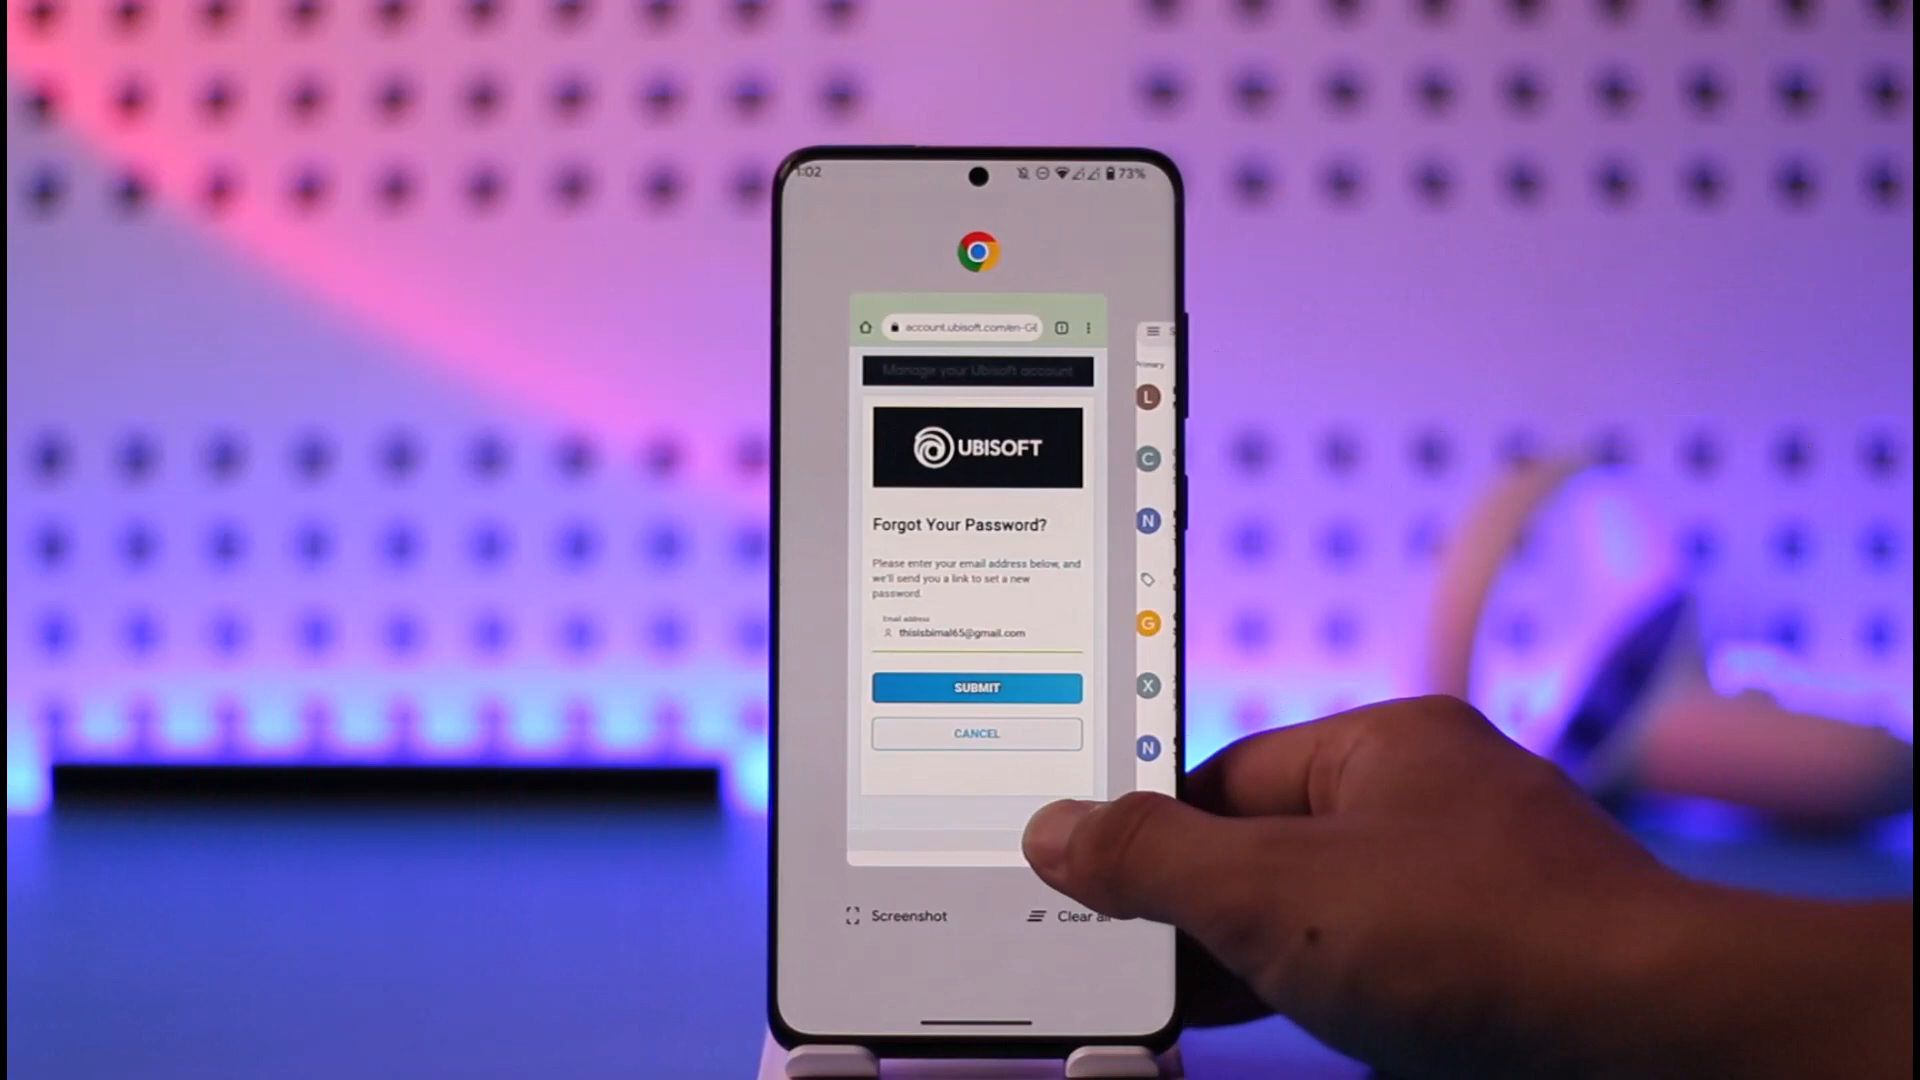 1:02
73%
account.ubisoft.com/en-GB
Manage your Ubisoft account
UBISOFT
Forgot Your Password?
Please enter your email address below, and
we'll send you a link to set a new
password.
Email address
thisisbimal65@gmail.com
SUBMIT
CANCEL
Primary
L
C
N
G
X
N
Screenshot
Clear all